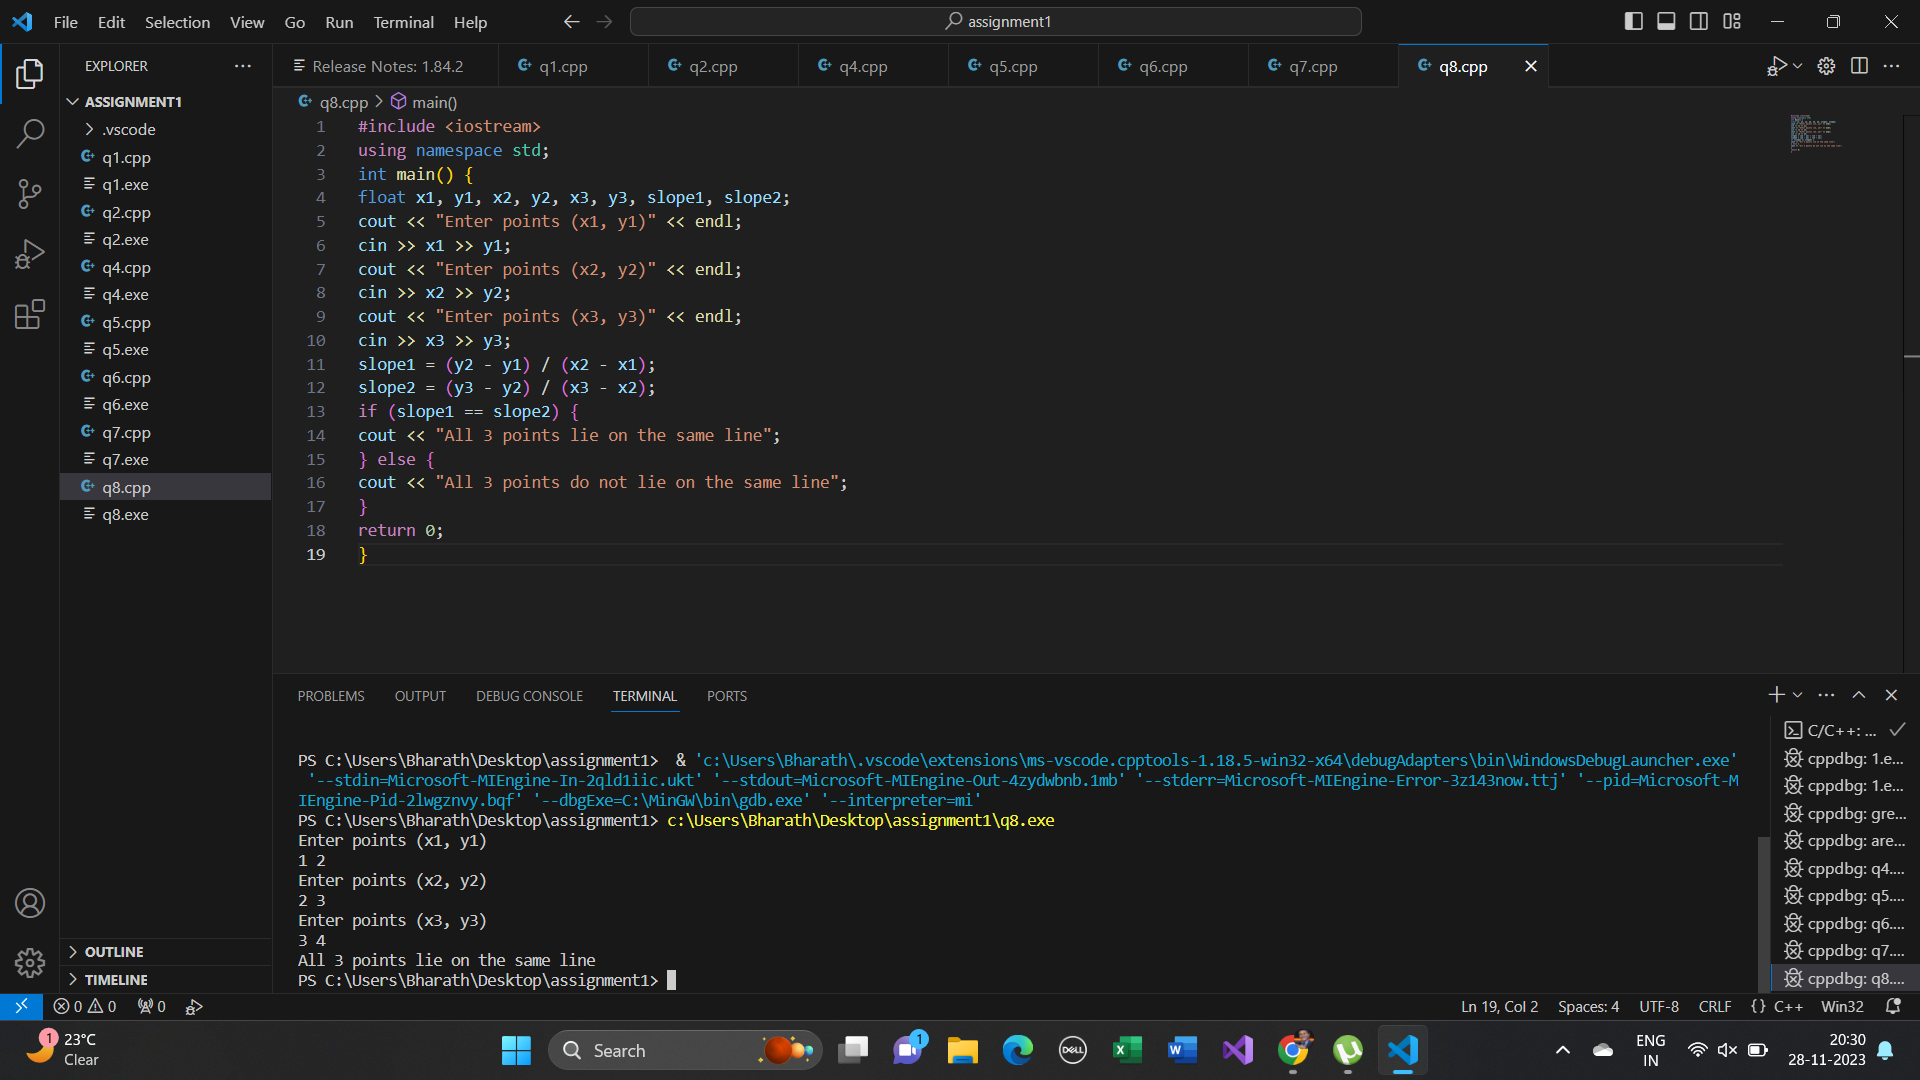 File Edit Selection View Go Run Terminal Help
assignment1
EXPLORER
ASSIGNMENT1
.vscode
q1.cpp
q1.exe
q2.cpp
q2.exe
q4.cpp
q4.exe
q5.cpp
q5.exe
q6.cpp
q6.exe
q7.cpp
q7.exe
q8.cpp
q8.exe
OUTLINE
TIMELINE
Release Notes: 1.84.2 q1.cpp q2.cpp q4.cpp q5.cpp q6.cpp q7.cpp q8.cpp
q8.cpp > main()
1 #include <iostream>
2 using namespace std;
3 int main() {
4 float x1, y1, x2, y2, x3, y3, slope1, slope2;
5 cout << "Enter points (x1, y1)" << endl;
6 cin >> x1 >> y1;
7 cout << "Enter points (x2, y2)" << endl;
8 cin >> x2 >> y2;
9 cout << "Enter points (x3, y3)" << endl;
10 cin >> x3 >> y3;
11 slope1 = (y2 - y1) / (x2 - x1);
12 slope2 = (y3 - y2) / (x3 - x2);
13 if (slope1 == slope2) {
14 cout << "All 3 points lie on the same line";
15 } else {
16 cout << "All 3 points do not lie on the same line";
17 }
18 return 0;
19 }
PROBLEMS OUTPUT DEBUG CONSOLE TERMINAL PORTS
PS C:\Users\Bharath\Desktop\assignment1>  & 'c:\Users\Bharath\.vscode\extensions\ms-vscode.cpptools-1.18.5-win32-x64\debugAdapters\bin\WindowsDebugLauncher.exe'
'--stdin=Microsoft-MIEngine-In-2qld1iic.ukt' '--stdout=Microsoft-MIEngine-Out-4zydwbnb.1mb' '--stderr=Microsoft-MIEngine-Error-3z143now.ttj' '--pid=Microsoft-M
IEngine-Pid-2lwgznvy.bqf' '--dbgExe=C:\MinGW\bin\gdb.exe' '--interpreter=mi'
PS C:\Users\Bharath\Desktop\assignment1> c:\Users\Bharath\Desktop\assignment1\q8.exe
Enter points (x1, y1)
1 2
Enter points (x2, y2)
2 3
Enter points (x3, y3)
3 4
All 3 points lie on the same line
PS C:\Users\Bharath\Desktop\assignment1>
C/C++: ...
cppdbg: 1.e...
cppdbg: 1.e...
cppdbg: gre...
cppdbg: are...
cppdbg: q4....
cppdbg: q5....
cppdbg: q6....
cppdbg: q7....
cppdbg: q8....
0 0 0 Ln 19, Col 2 Spaces: 4 UTF-8 CRLF {} C++ Win32
1 23°C
Clear
Search
1
DELL
ENG
IN
20:30
28-11-2023